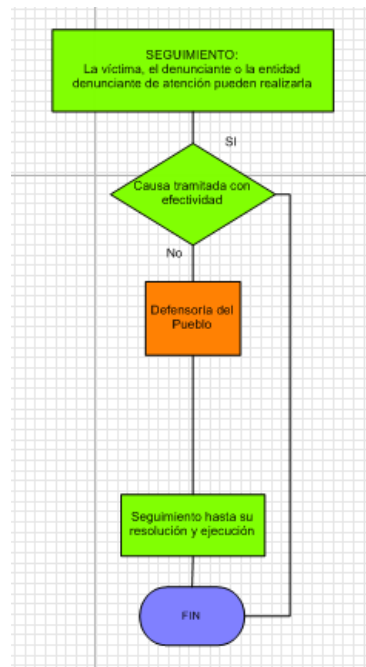 SEGUIMIENTO:
La víctima, el denunciante o la entidad
denunciante de atención pueden realizarla
SI
Causa tramitada con
efectividad
No
Defensoría del
Pueblo
Seguimiento hasta su
resolución y ejecución
FIN